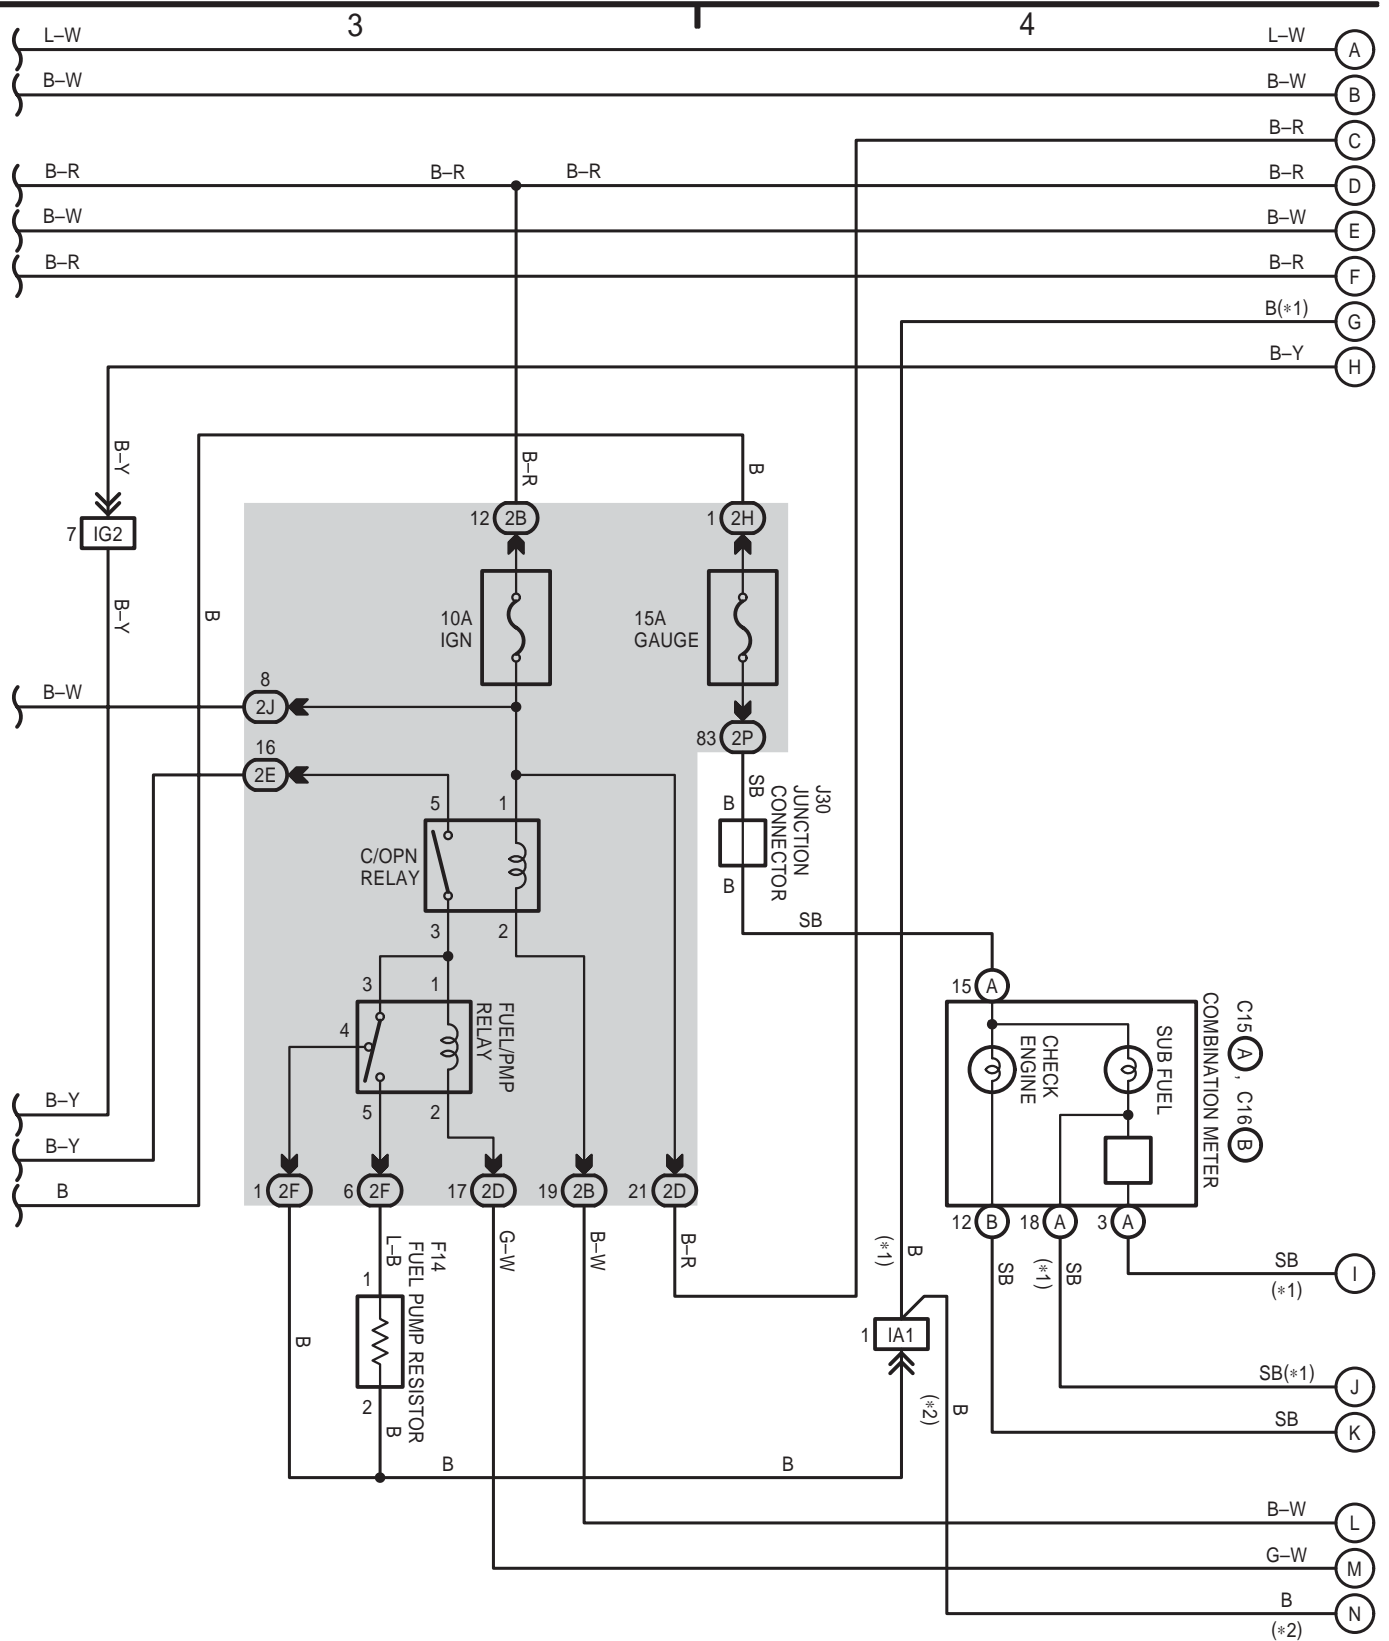 3
4
L–W
L–W
A
B–W
B–W
B
B–R
C
B–R
B–R
B–R
B–R
D
B–W
B–W
E
B–R
B–R
F
B(*1)
G
B–Y
H
B–Y
B–R
B
7
IG2
12
2B
1
2H
B–Y
B
10A
IGN
15A
GAUGE
B–W
8
2J
83
2P
16
2E
SB
B
J30
JUNCTION
CONNECTOR
5
1
C/OPN
RELAY
B
3
2
SB
3
1
15
A
4
FUEL/PMP
RELAY
CHECK
ENGINE
SUB FUEL
C15 A , C16 B
COMBINATION METER
5
2
B–Y
B–Y
B
1
2F
6
2F
17
2D
19
2B
21
2D
12
B
18
A
3
A
L–B
F14
FUEL PUMP RESISTOR
G–W
B–W
B–R
B
(*1)
SB
SB
(*1)
SB
(*1)
I
1
B
1
IA1
2
B
B
(*2)
SB(*1)
J
SB
K
B
B
B–W
L
G–W
M
B
(*2)
N